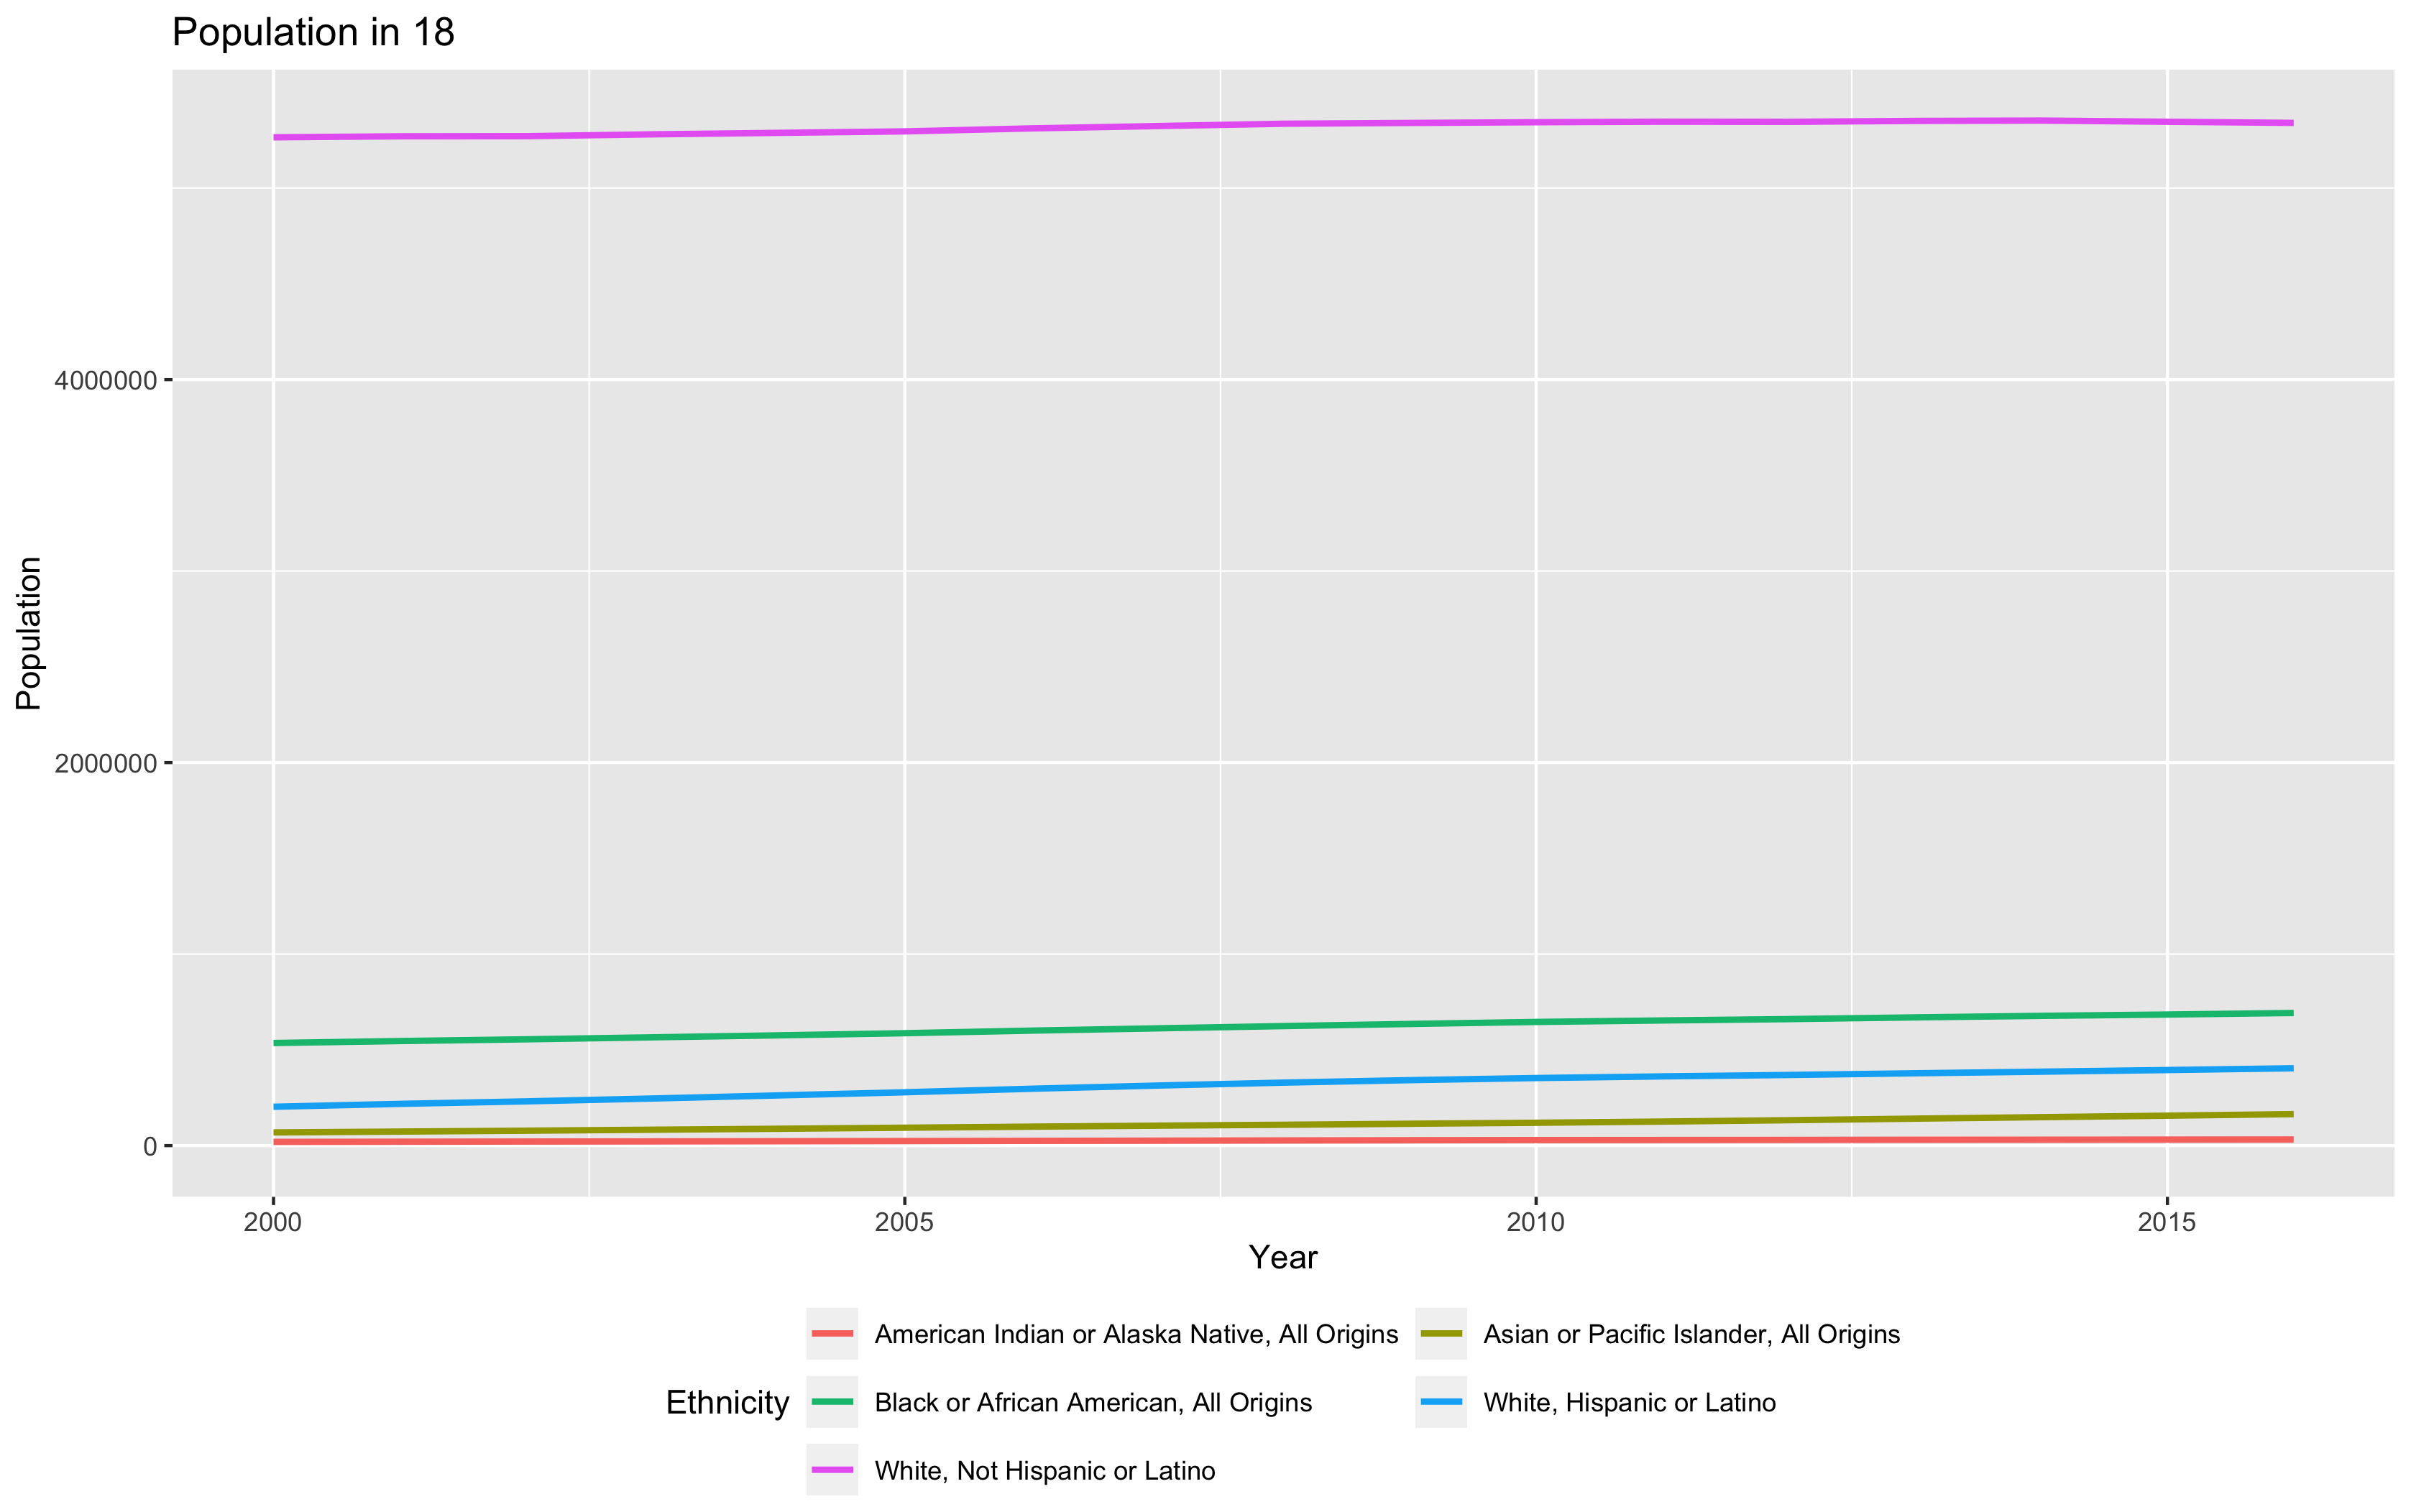 Population in 18
Population
4000000
2000000
0
2000 2005 2010 2015
Year
Ethnicity
American Indian or Alaska Native, All Origins
Asian or Pacific Islander, All Origins
Black or African American, All Origins
White, Hispanic or Latino
White, Not Hispanic or Latino